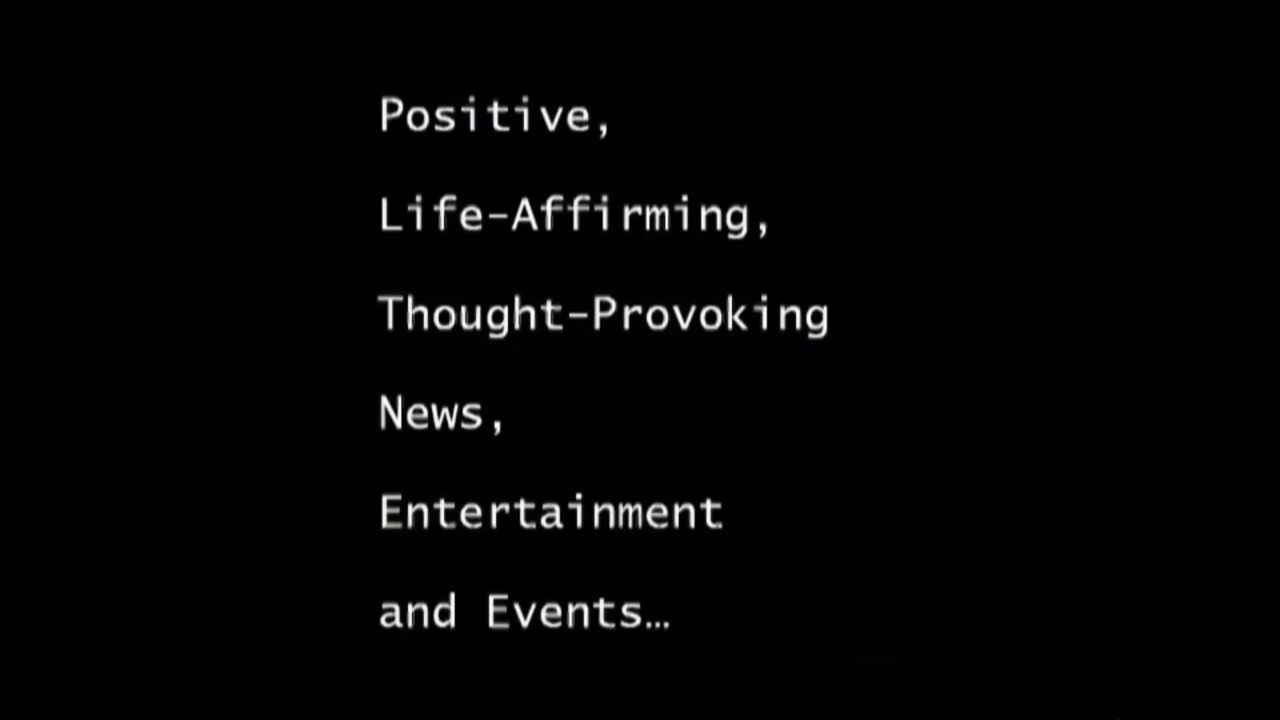 Positive,
Life-Affirming,
Thought-Provoking
News,
Entertainment
and Events…